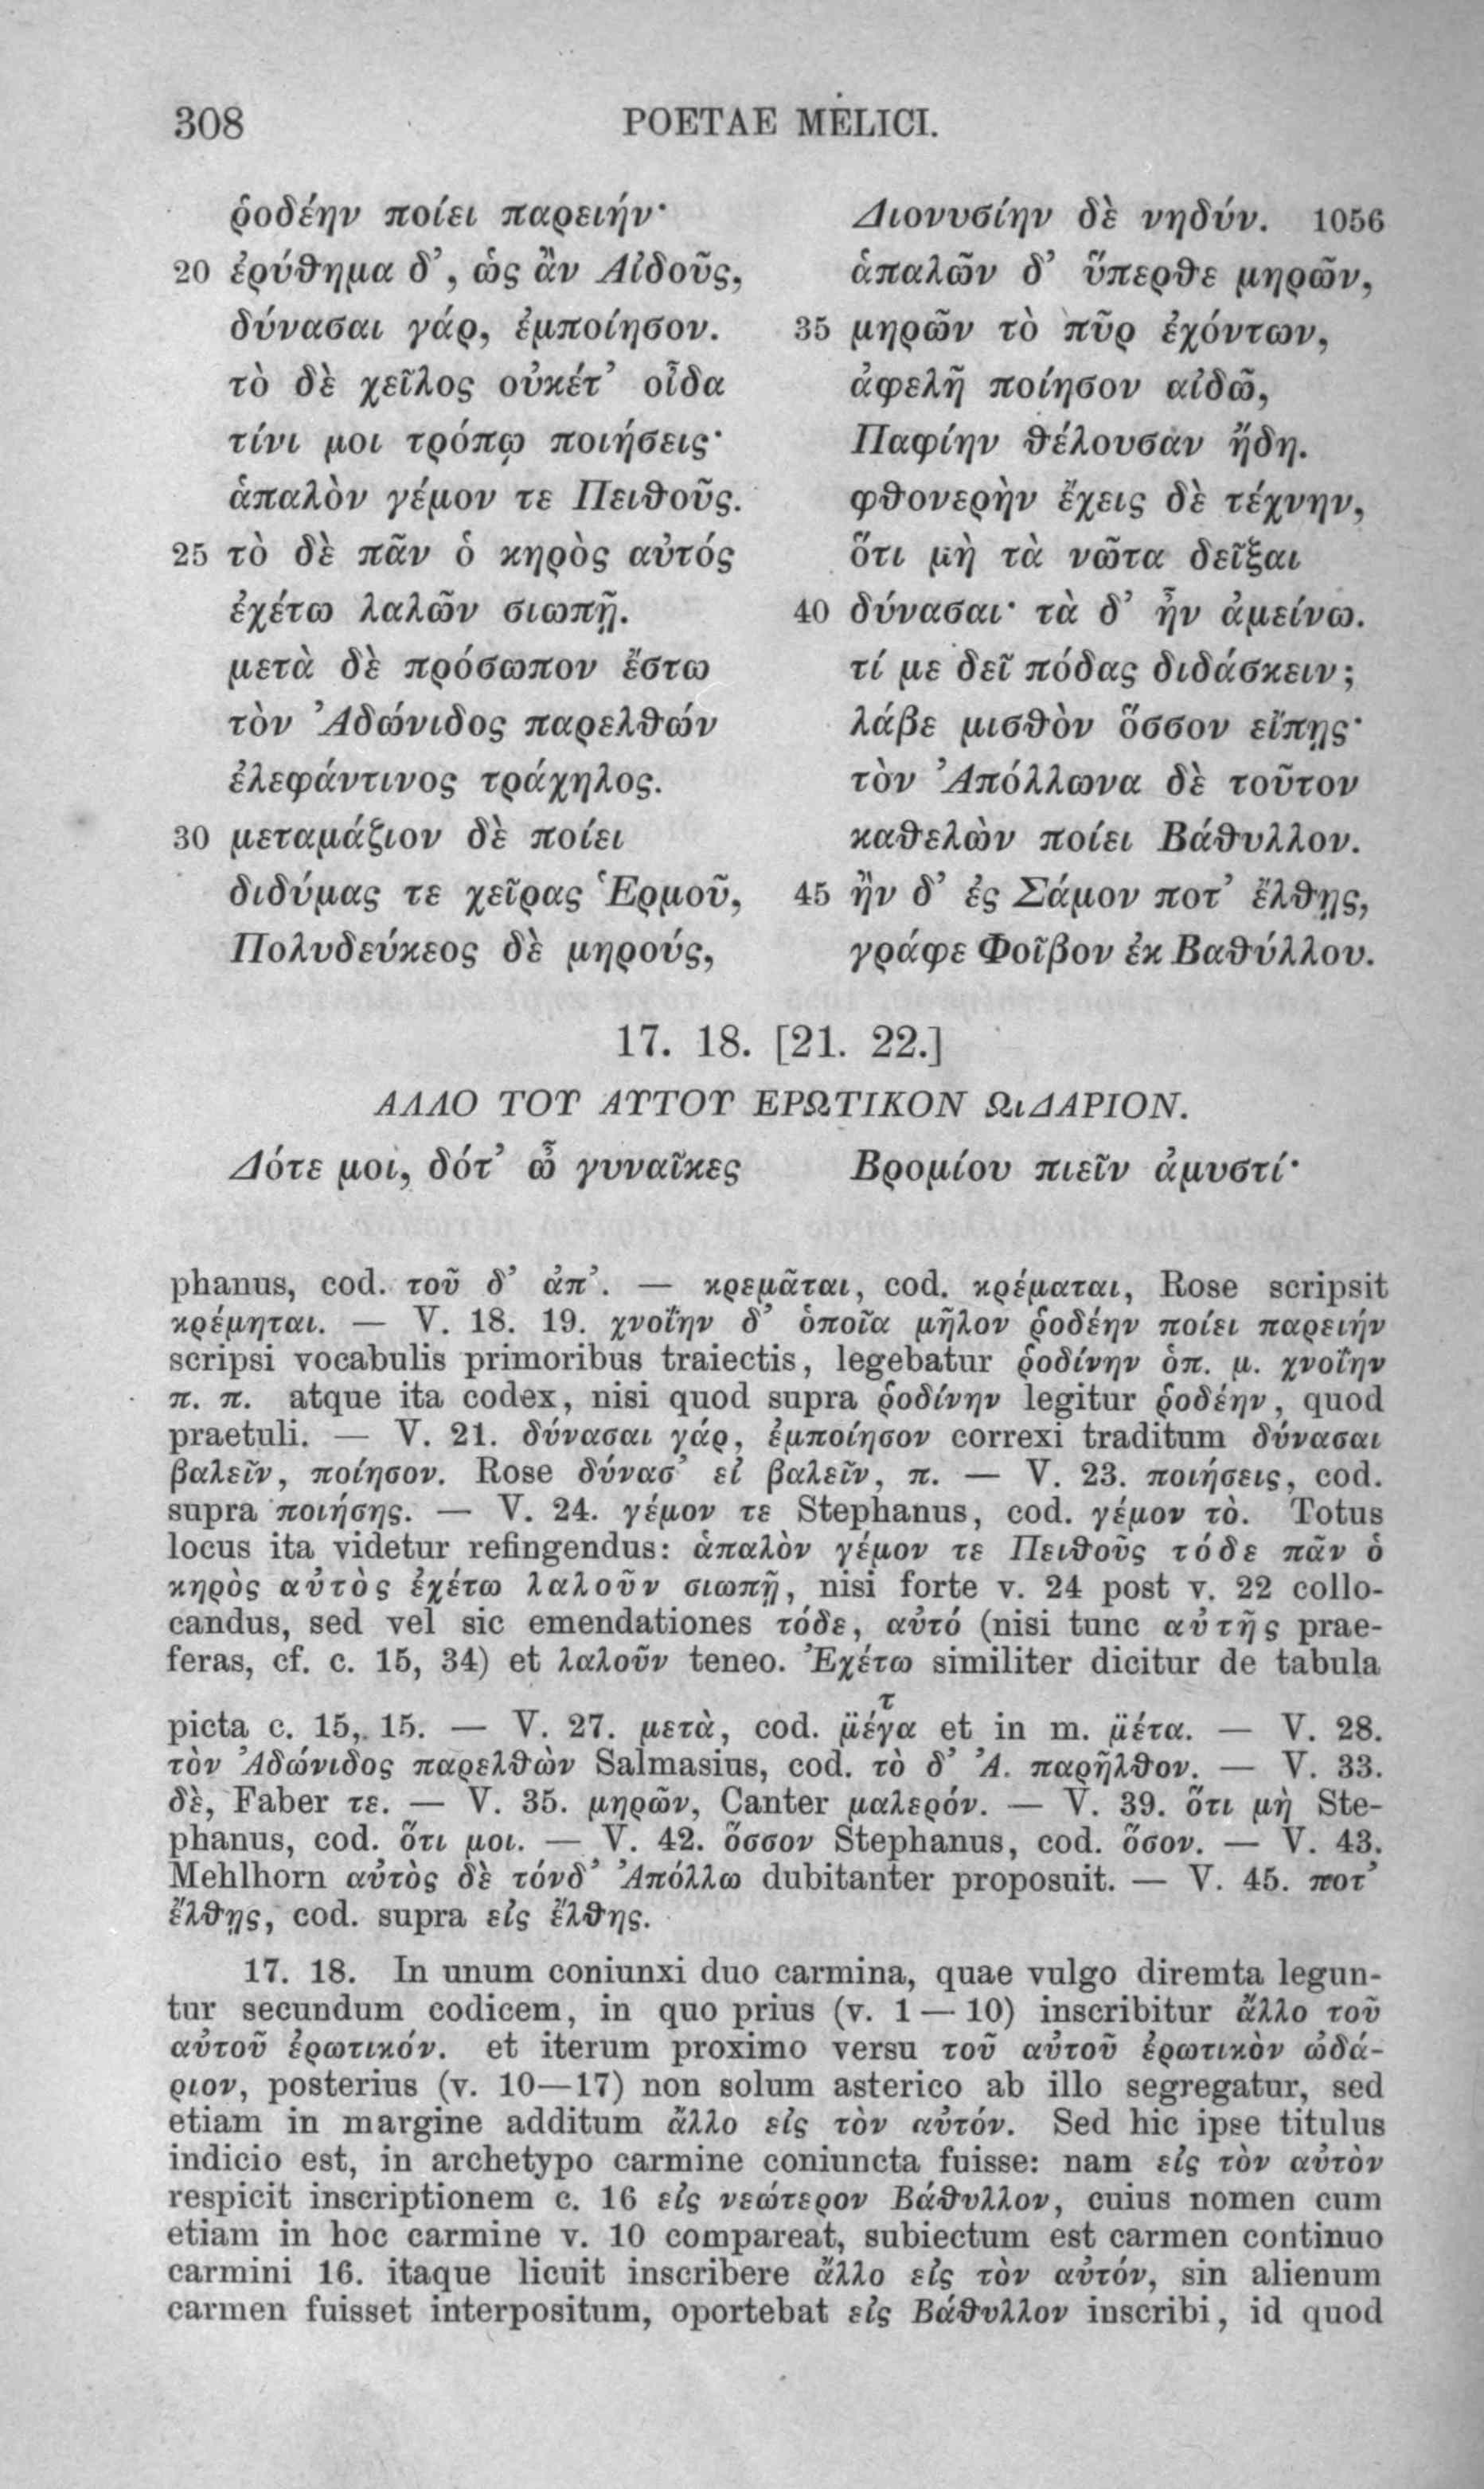 308 POETAE MELICI.
ῥοδέην ποίει παρειήν·
20 ἐρύθημα δ’, ὡς ἂν Αἰδοῦς,
δύνασαι γάρ, ἐμποίησον.
τὸ δὲ χεῖλος οὐκέτ’ οἶδα
τίνι μοι τρόπῳ ποιήσεις·
ἁπαλὸν γέμον τε Πειθοῦς.
25 τὸ δὲ πᾶν ὁ κηρὸς αὐτός
ἐχέτω λαλῶν σιωπῇ.
μετὰ δὲ πρόσωπον ἔστω
τὸν Ἀδώνιδος παρελθών
ἐλεφάντινος τράχηλος.
30 μεταμάζιον δὲ ποίει
διδύμας τε χεῖρας Ἑρμοῦ,
Πολυδεύκεος δὲ μηρούς,
Διονυσίην δὲ νηδύν. 1056
ἁπαλῶν δ’ ὕπερθε μηρῶν,
35 μηρῶν τὸ πῦρ ἐχόντων,
ἀφελῆ ποίησον αἰδῶ,
Παφίην θέλουσαν ἤδη.
φθονερὴν ἔχεις δὲ τέχνην,
ὅτι μὴ τὰ νῶτα δεῖξαι
40 δύνασαι· τὰ δ’ ἦν ἀμείνω.
τί με δεῖ πόδας διδάσκειν;
λάβε μισθὸν ὅσσον εἴπῃς·
τὸν Ἀπόλλωνα δὲ τοῦτον
καθελὼν ποίει Βάθυλλον.
45 ἢν δ’ ἐς Σάμον ποτ’ ἔλθῃς,
γράφε Φοῖβον ἐκ Βαθύλλου.
17. 18. [21. 22.]
ΑΛΛΟ ΤΟΥ ΑΥΤΟΥ ΕΡΩΤΙΚΟΝ ΩιΔΑΡΙΟΝ.
Δότε μοι, δότ’ ὦ γυναῖκες
Βρομίου πιεῖν ἀμυστί·
phanus, cod. τοῦ δ’ ἀπ’. — κρεμᾶται, cod. κρέμαται, Rose scripsit
κρέμηται. — V. 18. 19. χνοΐην δ’ ὁποῖα μῆλον ῥοδέην ποίει παρειήν
scripsi vocabulis primoribus traiectis, legebatur ῥοδίνην ὁπ. μ. χνοΐην
π. π. atque ita codex, nisi quod supra ῥοδίνην legitur ῥοδέην, quod
praetuli. — V. 21. δύνασαι γάρ, ἐμποίησον correxi traditum δύνασαι
βαλεῖν, ποίησον. Rose δύνασ’ εἰ βαλεῖν, π. — V. 23. ποιήσεις, cod.
supra ποιήσῃς. — V. 24. γέμον τε Stephanus, cod. γέμον τὸ. Totus
locus ita videtur refingendus: ἁπαλὸν γέμον τε Πειθοῦς τόδε πᾶν ὁ
κηρὸς αὐτὸς ἐχέτω λαλοῦν σιωπῇ, nisi forte v. 24 post v. 22 collo-
candus, sed vel sic emendationes τόδε, αὐτό (nisi tunc αὐτῆς prae-
feras, cf. c. 15, 34) et λαλοῦν teneo. Ἐχέτω similiter dicitur de tabula
τ
picta c. 15, 15. — V. 27. μετὰ, cod. μ̈έγα et in m. μ̈έτα. — V. 28.
τὸν Ἀδώνιδος παρελθὼν Salmasius, cod. τὸ δ’ Ἀ. παρῆλθον. — V. 33.
δὲ, Faber τε. — V. 35. μηρῶν, Canter μαλερόν. — V. 39. ὅτι μὴ Ste-
phanus, cod. ὅτι μοι. — V. 42. ὅσσον Stephanus, cod. ὅσον. — V. 43.
Mehlhorn αὐτὸς δὲ τόνδ’ Ἀπόλλω dubitanter proposuit. — V. 45. ποτ’
ἔλθῃς, cod. supra εἰς ἔλθης.
17. 18. In unum coniunxi duo carmina, quae vulgo diremta legun-
tur secundum codicem, in quo prius (v. 1 — 10) inscribitur ἄλλο τοῦ
αὐτοῦ ἐρωτικόν. et iterum proximo versu τοῦ αὐτοῦ ἐρωτικὸν ᾠδά-
ριον, posterius (v. 10—17) non solum asterico ab illo segregatur, sed
etiam in margine additum ἄλλο εἰς τὸν αὐτόν. Sed hic ipse titulus
indicio est, in archetypo carmine coniuncta fuisse: nam εἰς τὸν αὐτὸν
respicit inscriptionem c. 16 εἰς νεώτερον Βάθυλλον, cuius nomen cum
etiam in hoc carmine v. 10 compareat, subiectum est carmen continuo
carmini 16. itaque licuit inscribere ἄλλο εἰς τὸν αὐτόν, sin alienum
carmen fuisset interpositum, oportebat εἰς Βάθυλλον inscribi, id quod